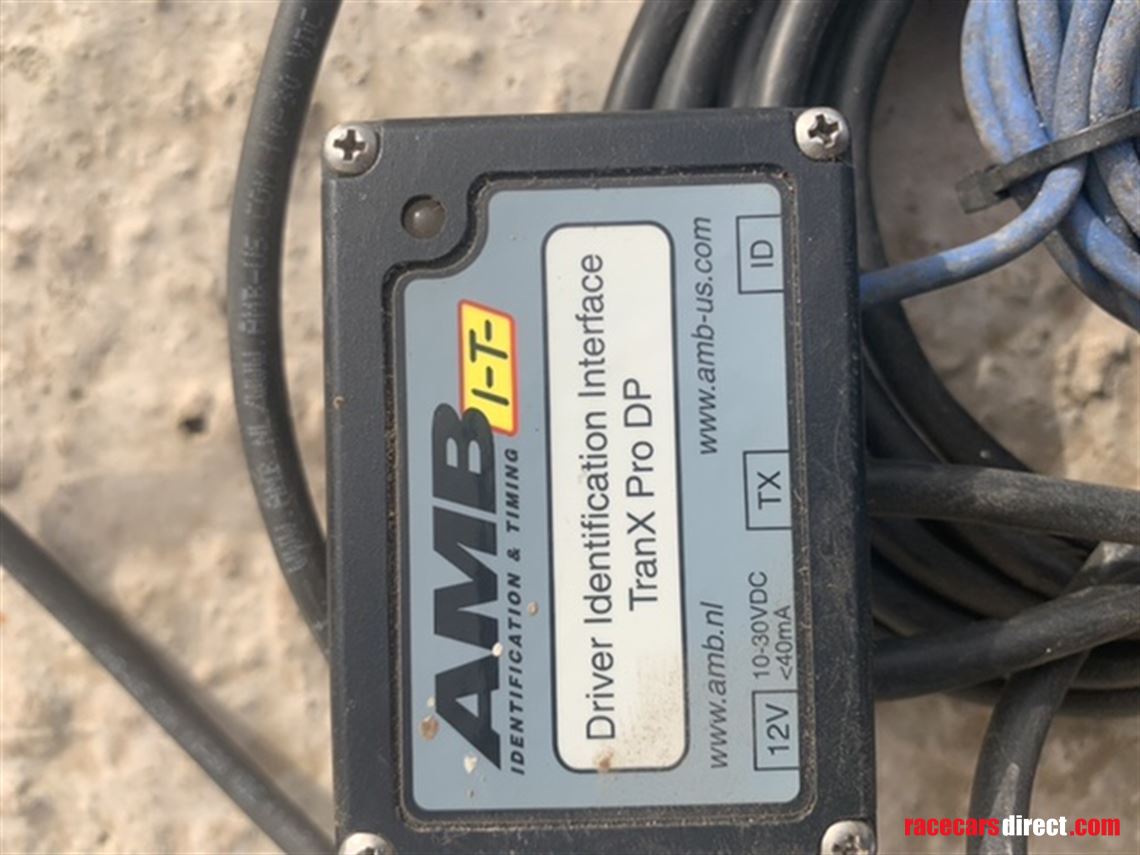 AMB
I-T-
IDENTIFICATION & TIMING
Driver Identification Interface
TranX Pro DP
www.amb.nl
www.amb-us.com
12V
10-30VDC
<40mA
TX
ID
racecarsdirect.com